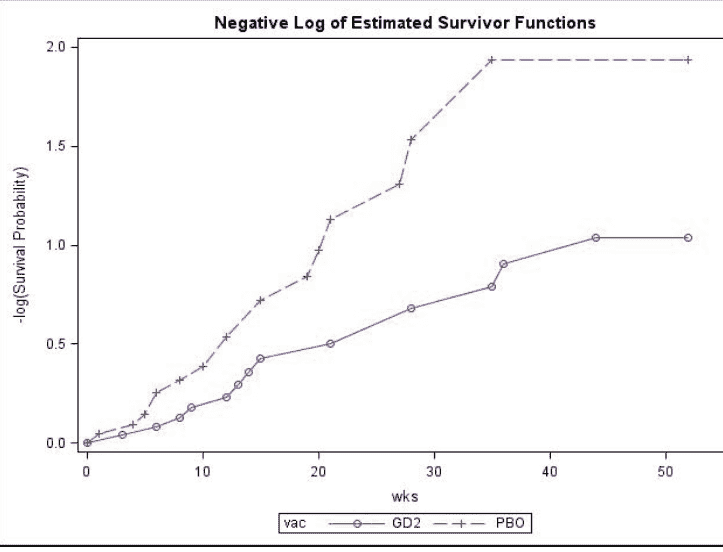 Negative Log of Estimated Survivor Functions
2.0
1.5
1.0
0.5
0.0
-log(Survival Probability)
0 10 20 30 40 50
wks
vac GD2 PBO